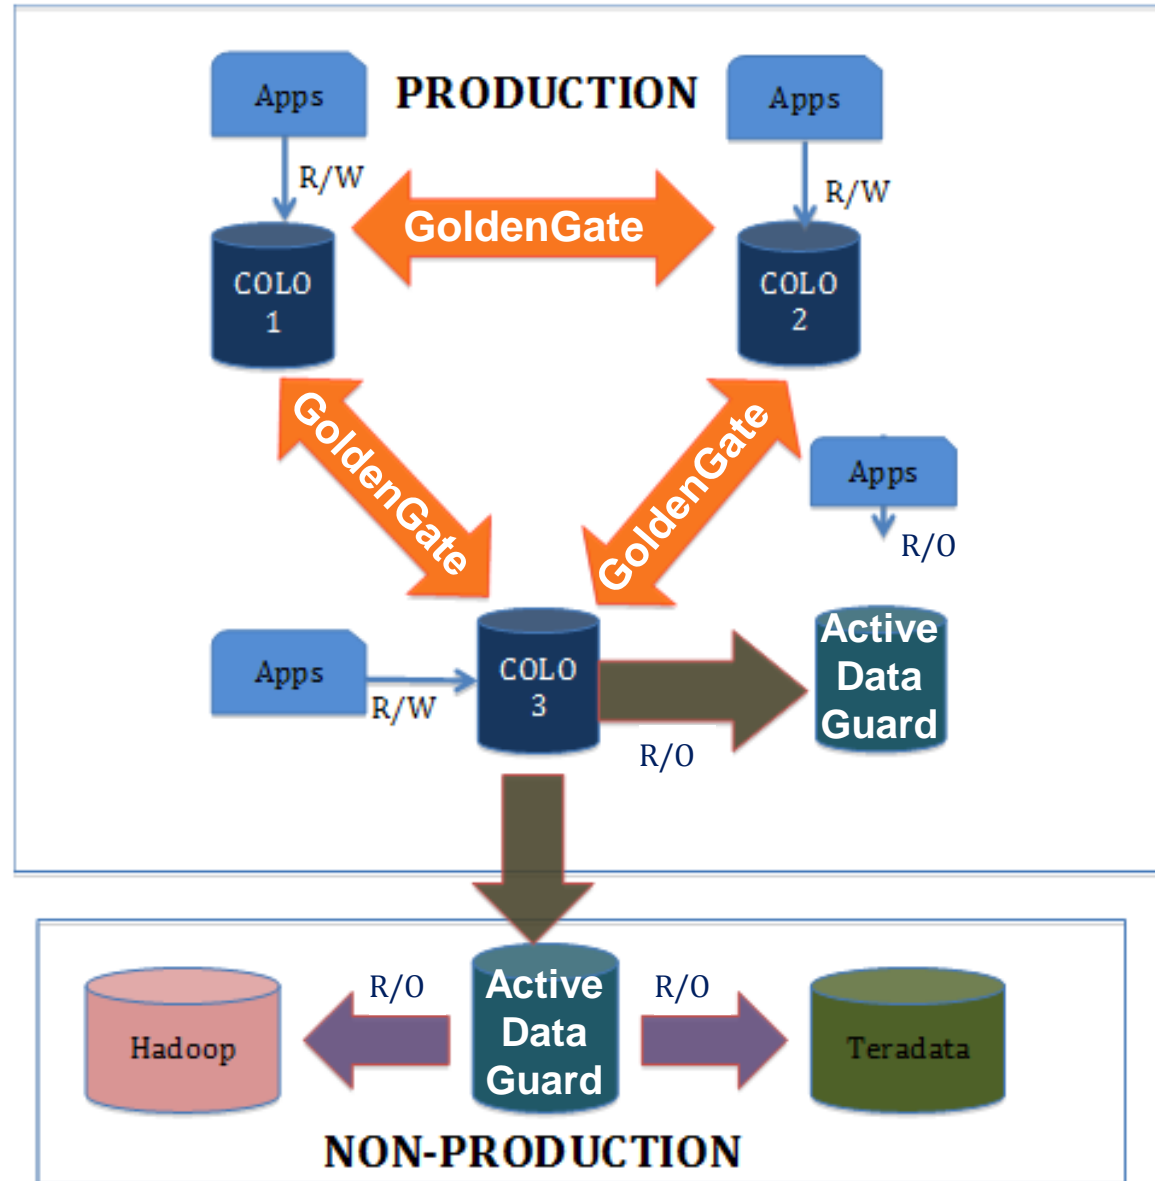 Apps
PRODUCTION
Apps
R/W
R/W
GoldenGate
COLO
1
COLO
2
GoldenGate
GoldenGate
Apps
R/O
Apps
R/W
COLO
3
R/O
Active
Data
Guard
Hadoop
R/O
Active
Data
Guard
R/O
Teradata
NON-PRODUCTION